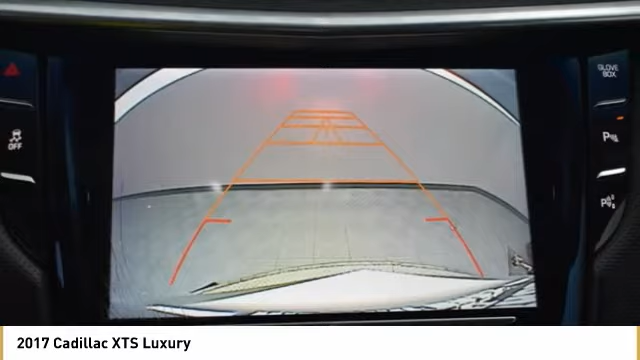 GLOVE
BOX
OFF
P
P
2017 Cadillac XTS Luxury